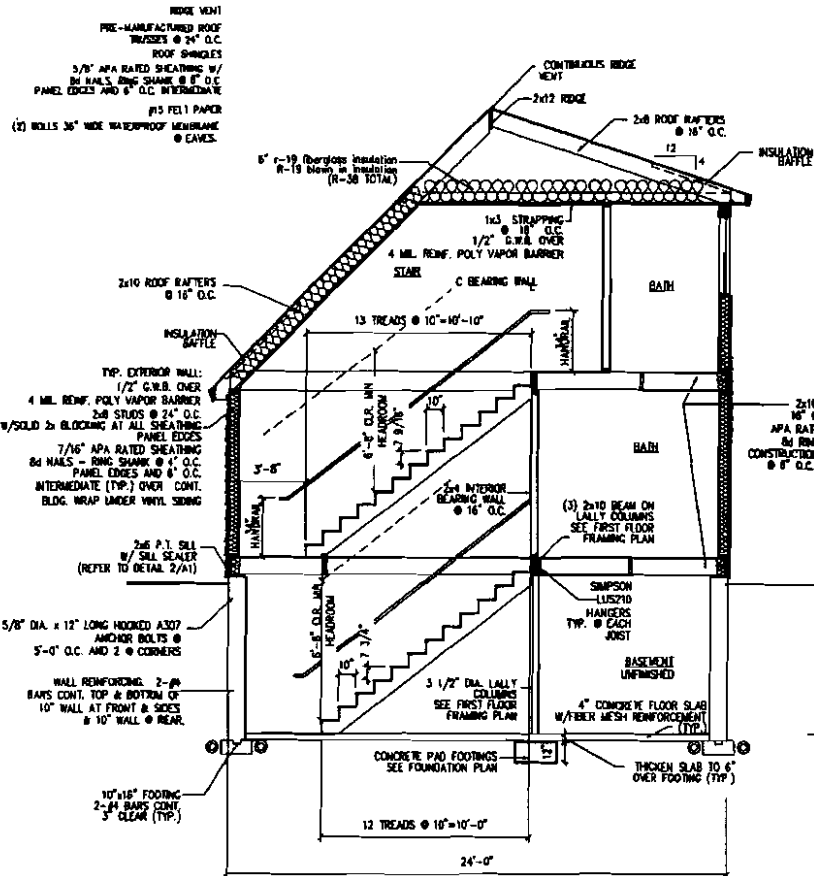 RIDGE VENT
PRE-MANUFACTURED ROOF
TRUSSES @ 24" O.C.
ROOF SHINGLES
5/8" APA RATED SHEATHING W/
8d NAILS, RING SHANK @ 6" O.C
PANEL EDGES AND 6" O.C. INTERMEDIATE
#15 FELT PAPER
(2) ROLLS 36" WIDE WATERPROOF MEMBRANE
@ EAVES.
CONTINUOUS RIDGE
VENT
2x12 RIDGE
2x8 ROOF RAFTERS
@ 16" O.C.
12
4
INSULATION
BAFFLE
6" r-19 fiberglass insulation
R-19 blown in insulation
(R-38 TOTAL)
1x3 STRAPPING
@ 16" O.C.
1/2" G.W.B. OVER
4 MIL REINF. POLY VAPOR BARRIER
STAIR
C BEARING WALL
BATH
2x10 ROOF RAFTERS
@ 16" O.C.
13 TREADS @ 10"=10'-10"
34"
HANDRAIL
INSULATION
BAFFLE
TYP. EXTERIOR WALL:
1/2" G.W.B. OVER
4 MIL REINF. POLY VAPOR BARRIER
2x8 STUDS @ 24" O.C.
W/SOLID 2x BLOCKING AT ALL SHEATHING
PANEL EDGES
7/16" APA RATED SHEATHING
8d NAILS - RING SHANK @ 4" O.C.
PANEL EDGES AND 6" O.C.
INTERMEDIATE (TYP.) OVER CONT.
BLDG. WRAP UNDER VINYL SIDING
6'-8" CLR. MIN
HEADROOM
10"
7 9/16"
3'-8"
34"
HANDRAIL
2x4 INTERIOR
BEARING WALL
@ 16" O.C.
BATH
2x10
16" O
APA RAT
8d RIN
CONSTRUCTION
@ 6" O.C.
(3) 2x10 BEAM ON
LALLY COLUMNS
SEE FIRST FLOOR
FRAMING PLAN
2x6 P.T. SILL
W/ SILL SEALER
(REFER TO DETAIL 2/A1)
SIMPSON
LUS210
HANGERS
TYP. @ EACH
JOIST
5/8" DIA. x 12" LONG HOOKED A307
ANCHOR BOLTS @
5'-0" O.C. AND 2 @ CORNERS
6'-8" CLR. MIN
HEADROOM
10"
7 3/4"
WALL REINFORCING. 2-#4
BARS CONT. TOP & BOTTOM OF
10" WALL AT FRONT & SIDES
& 10" WALL @ REAR.
3 1/2" DIA. LALLY
COLUMNS
SEE FIRST FLOOR
FRAMING PLAN
BASEMENT
UNFINISHED
4" CONCRETE FLOOR SLAB
W/FIBER MESH REINFORCEMENT
(TYP.)
CONCRETE PAD FOOTINGS
SEE FOUNDATION PLAN
12"
THICKEN SLAB TO 6"
OVER FOOTING (TYP.)
10"x16" FOOTING
2-#4 BARS CONT.
3" CLEAR (TYP.)
12 TREADS @ 10"=10'-0"
24'-0"